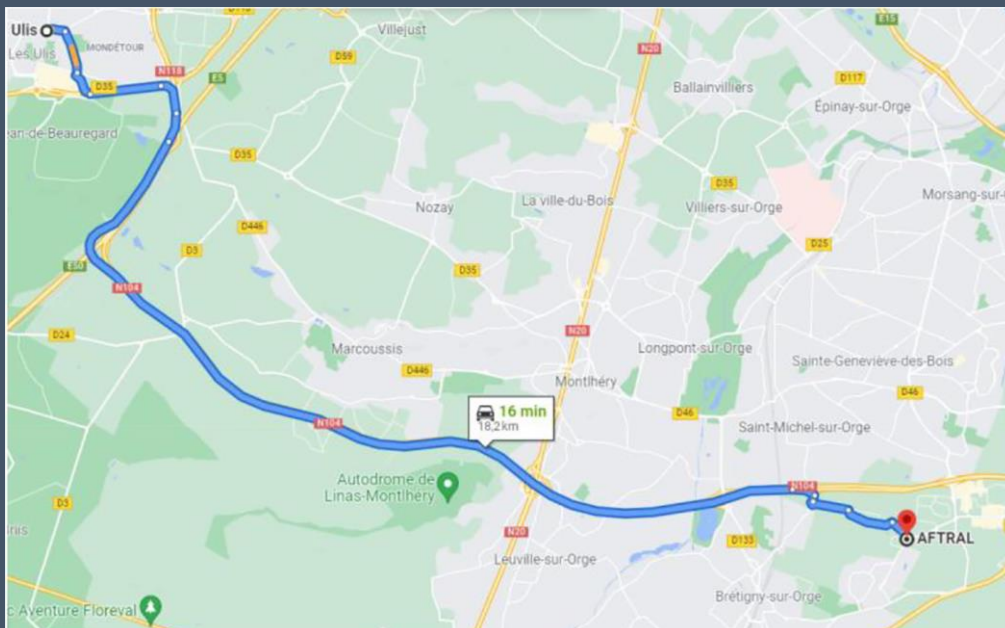 E15
N20
Villejust
Ulis
MONDÉTOUR
Les Ulis
D59
N118
E5
D35
Ballainvilliers
D117
Épinay-sur-Orge
ean-de-Beauregard
D35
D35
Morsang-sur-O
Nozay
La ville-du-Bois
Villiers-sur-Orge
D446
D3
D25
E50
D35
N104
N20
D24
Marcoussis
Longpont-sur-Orge
Sainte-Geneviève-des-Bois
D446
Montlhéry
D46
D46
16 min
18,2 km
N104
Saint-Michel-sur-Orge
Autodrome de
Linas-Montlhéry
N104
D3
N20
D133
AFTRAL
Leuville-sur-Orge
Brétigny-sur-Orge
c Aventure Floreval